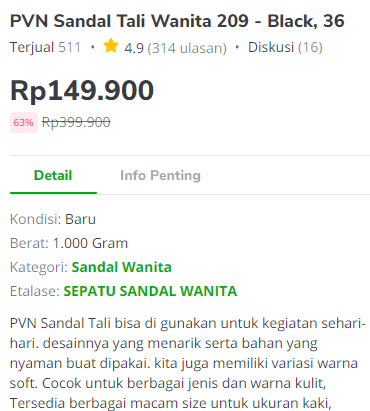 PVN Sandal Tali Wanita 209 - Black, 36
Terjual 511 • 4.9 (314 ulasan) • Diskusi (16)
Rp149.900
63% Rp399.900
Detail Info Penting
Kondisi: Baru
Berat: 1.000 Gram
Kategori: Sandal Wanita
Etalase: SEPATU SANDAL WANITA
PVN Sandal Tali bisa di gunakan untuk kegiatan sehari-
hari. desainnya yang menarik serta bahan yang
nyaman buat dipakai. kita juga memiliki variasi warna
soft. Cocok untuk berbagai jenis dan warna kulit,
Tersedia berbagai macam size untuk ukuran kaki,